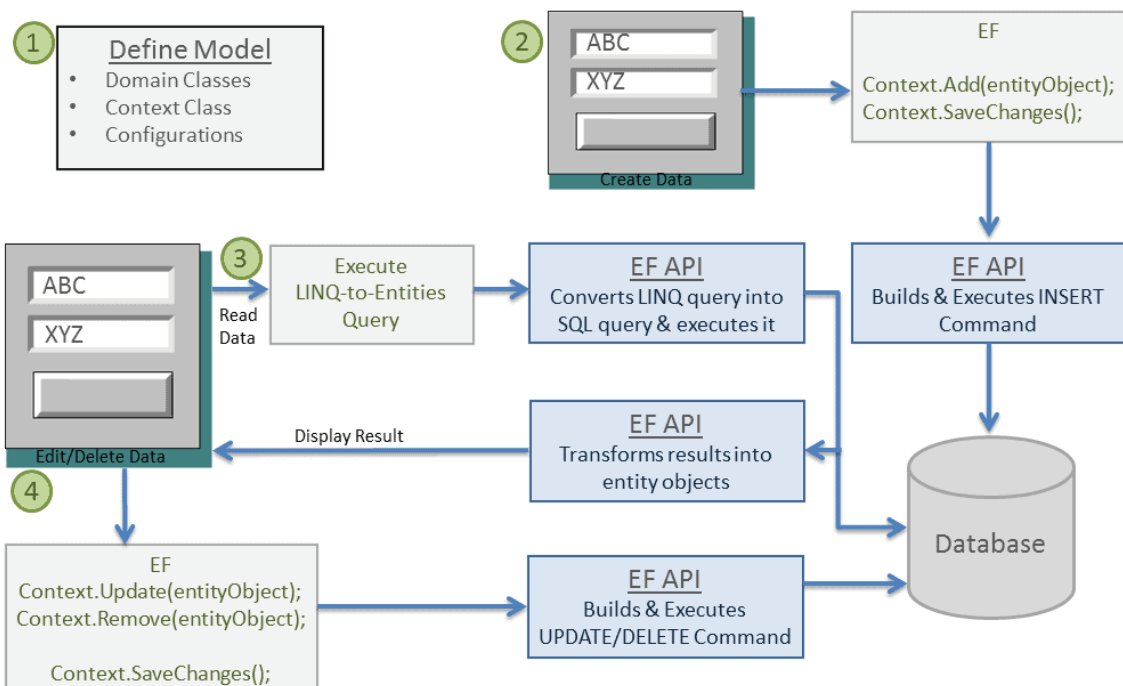 1
Define Model
• Domain Classes
• Context Class
• Configurations
2
ABC
XYZ
Create Data
EF
Context.Add(entityObject);
Context.SaveChanges();
ABC
XYZ
Edit/Delete Data
3
Read
Data
Execute
LINQ-to-Entities
Query
EF API
Converts LINQ query into
SQL query & executes it
EF API
Builds & Executes INSERT
Command
Display Result
EF API
Transforms results into
entity objects
Database
4
EF
Context.Update(entityObject);
Context.Remove(entityObject);
Context.SaveChanges();
EF API
Builds & Executes
UPDATE/DELETE Command